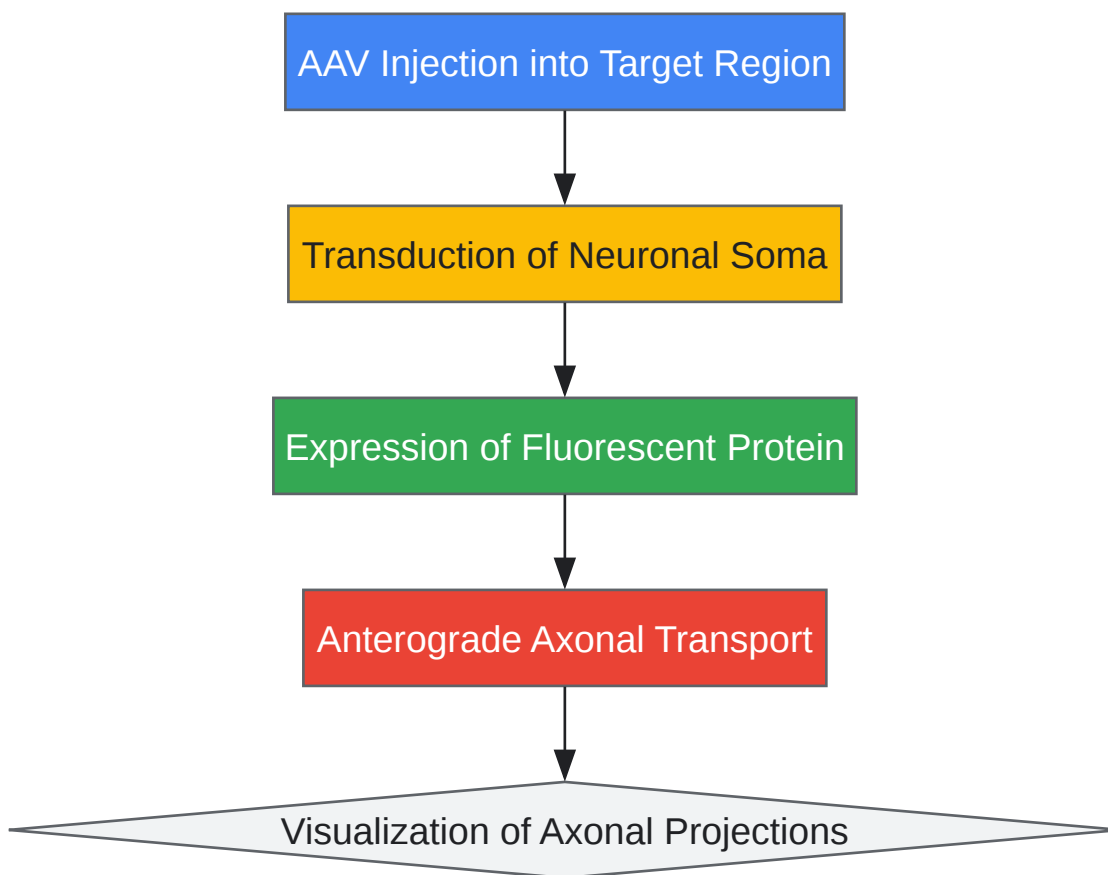 AAV Injection into Target Region
Transduction of Neuronal Soma
Expression of Fluorescent Protein
Anterograde Axonal Transport
Visualization of Axonal Projections